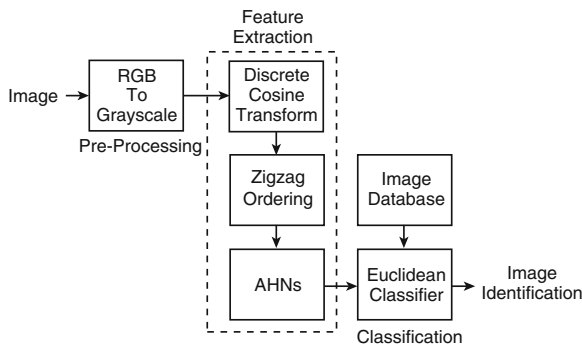 Feature
Extraction
Image
RGB
To
Grayscale
Pre-Processing
Discrete
Cosine
Transform
Zigzag
Ordering
Image
Database
AHNs
Euclidean
Classifier
Classification
Image
Identification